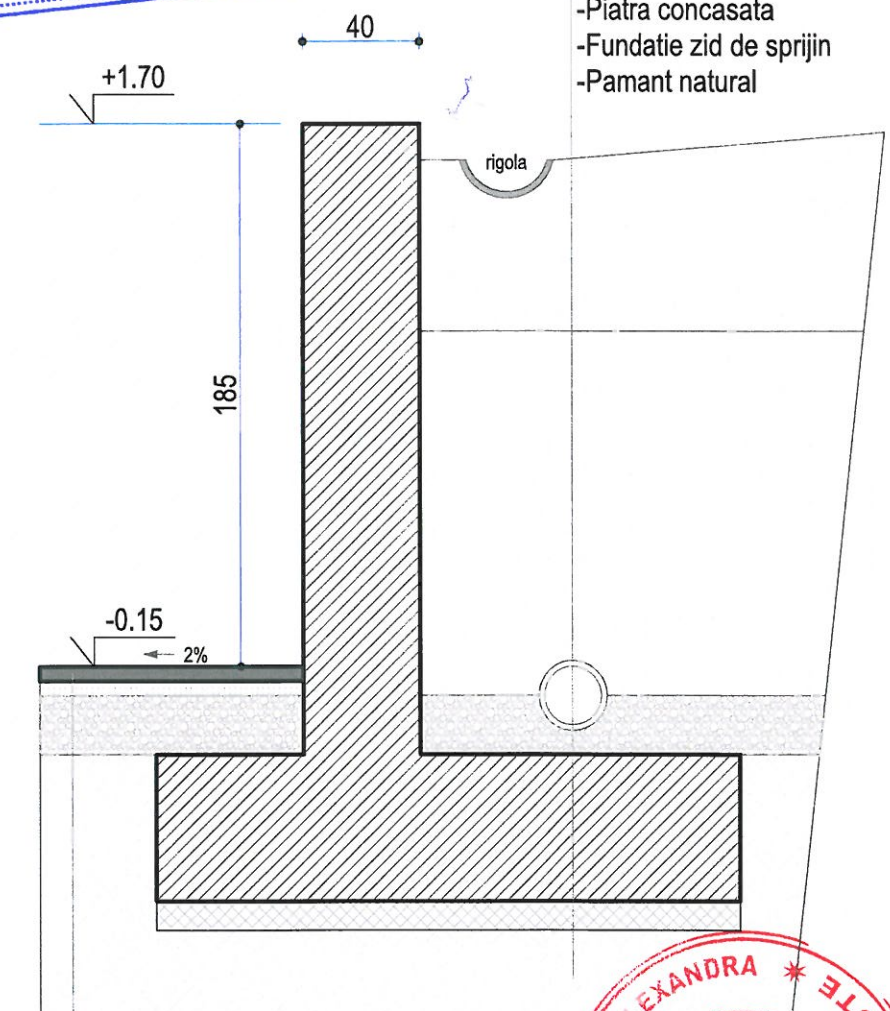 -Piatra concasata
-Fundatie zid de sprijin
-Pamant natural
40
+1.70
rigola
185
-0.15
2%
EXANDRA *